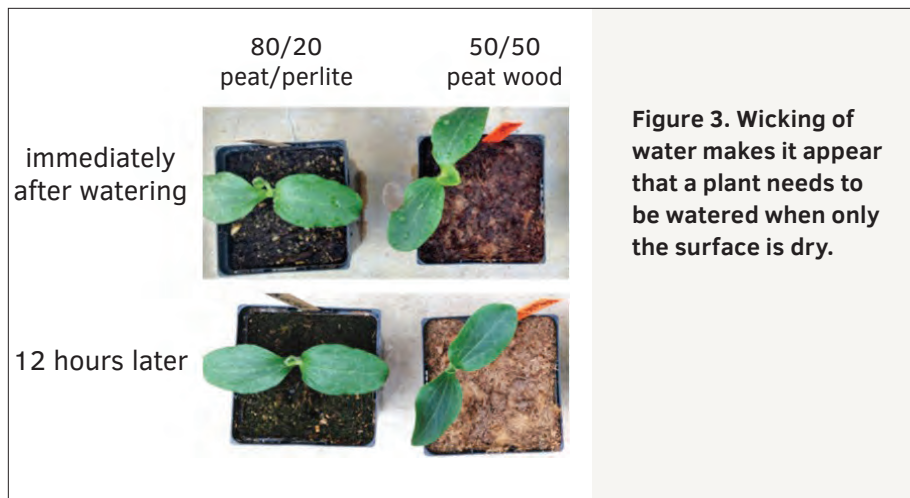 80/20
peat/perlite
50/50
peat wood
immediately
after watering
12 hours later
Figure 3. Wicking of
water makes it appear
that a plant needs to
be watered when only
the surface is dry.